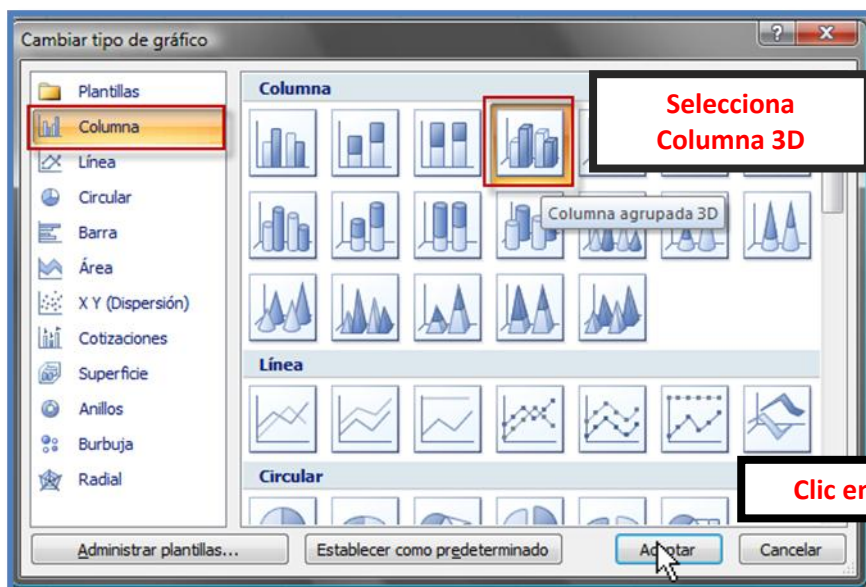 Cambiar tipo de gráfico
?
X
Plantillas
Columna
Línea
Circular
Barra
Área
X Y (Dispersión)
Cotizaciones
Superficie
Anillos
Burbuja
Radial
Columna
Selecciona
Columna 3D
Columna agrupada 3D
Línea
Circular
Clic en
Administrar plantillas...
Establecer como predeterminado
Aceptar
Cancelar